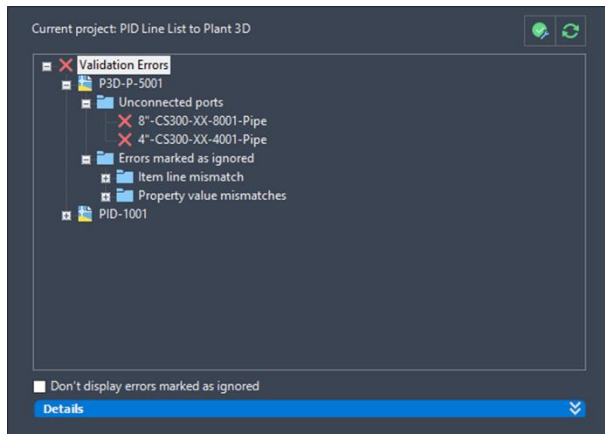 Current project: PID Line List to Plant 3D
Validation Errors
P3D-P-5001
Unconnected ports
8"-CS300-XX-8001-Pipe
4"-CS300-XX-4001-Pipe
Errors marked as ignored
Item line mismatch
Property value mismatches
PID-1001
Don't display errors marked as ignored
Details